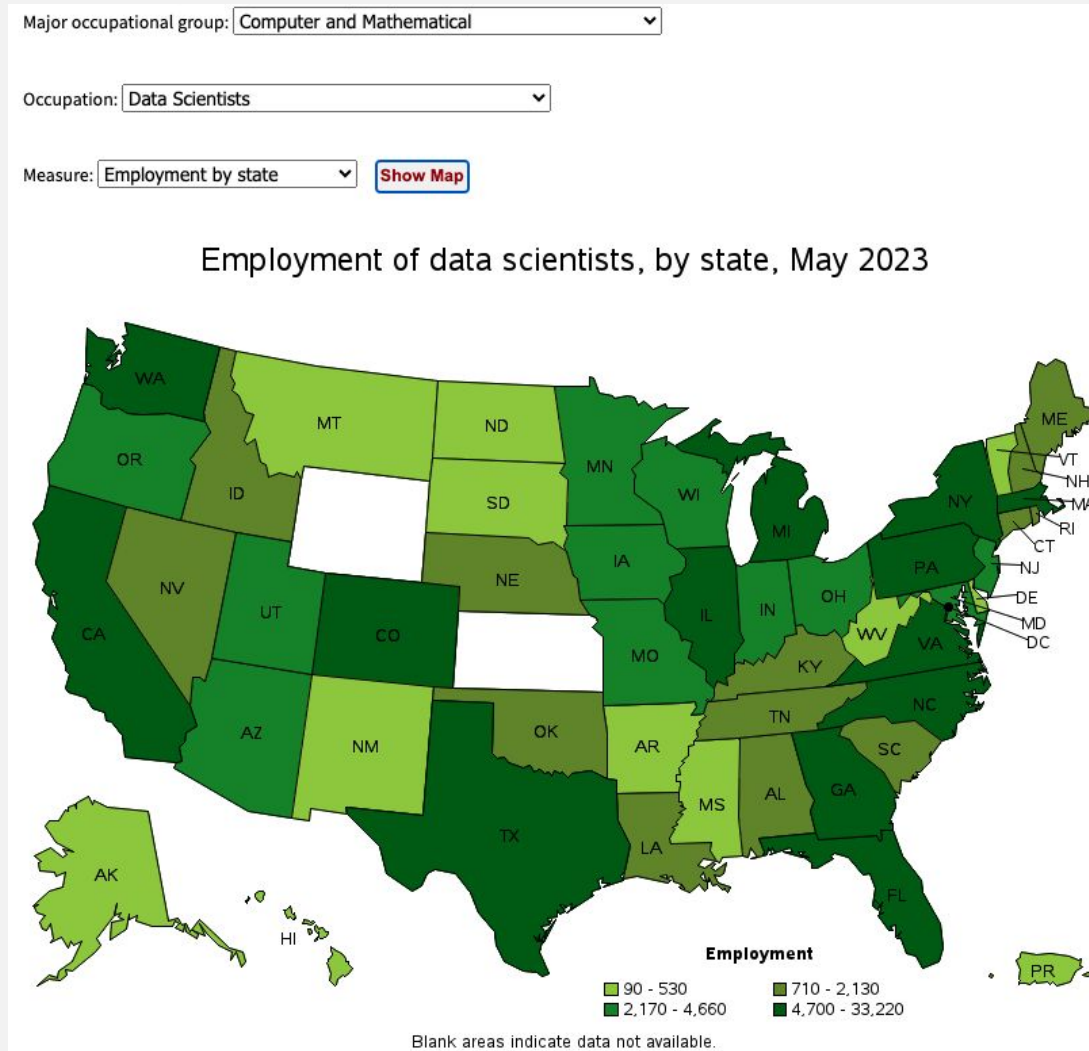 Major occupational group: Computer and Mathematical
Occupation: Data Scientists
Measure: Employment by state Show Map
Employment of data scientists, by state, May 2023
WA
MT
ND
MN
ME
OR
ID
SD
WI
VT
NH
NY
MA
MI
RI
CT
IA
NE
PA
NJ
NV
UT
CO
IL
IN
OH
DE
MD
WV
VA
DC
CA
MO
KY
NC
AZ
NM
OK
AR
TN
SC
MS
AL
GA
TX
LA
AK
FL
HI
PR
Employment
90 - 530 710 - 2,130
2,170 - 4,660 4,700 - 33,220
Blank areas indicate data not available.